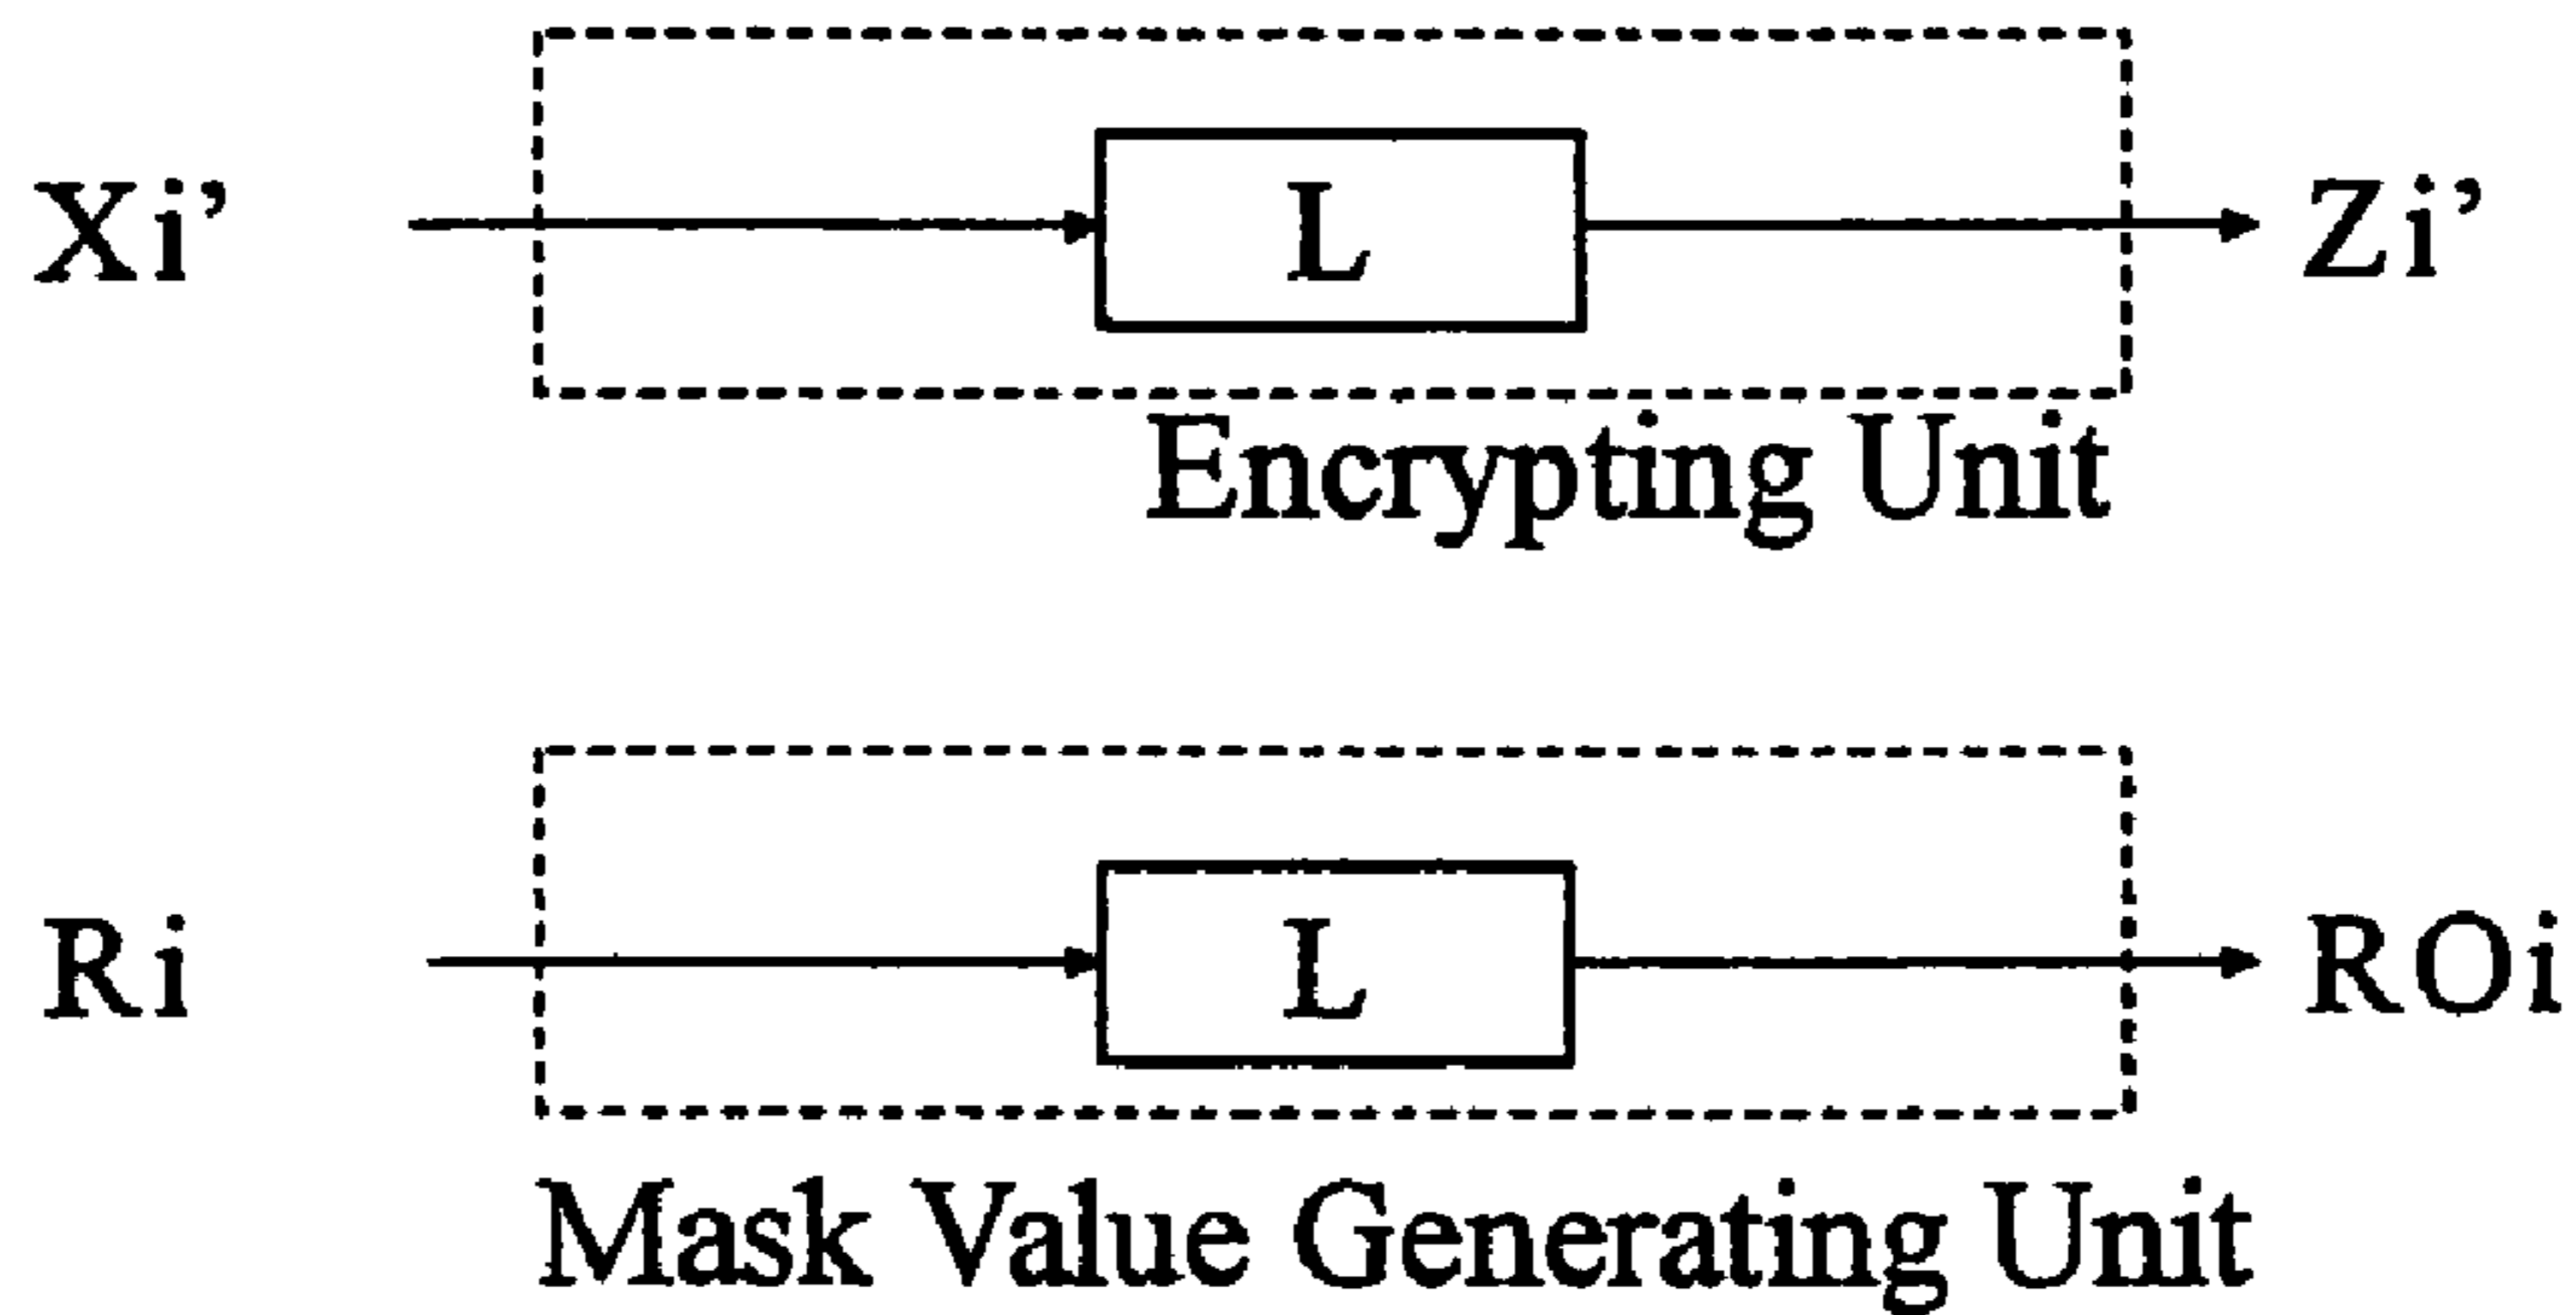 Xi’ L Zi’
Encrypting Unit
Ri L ROi
Mask Value Generating Unit